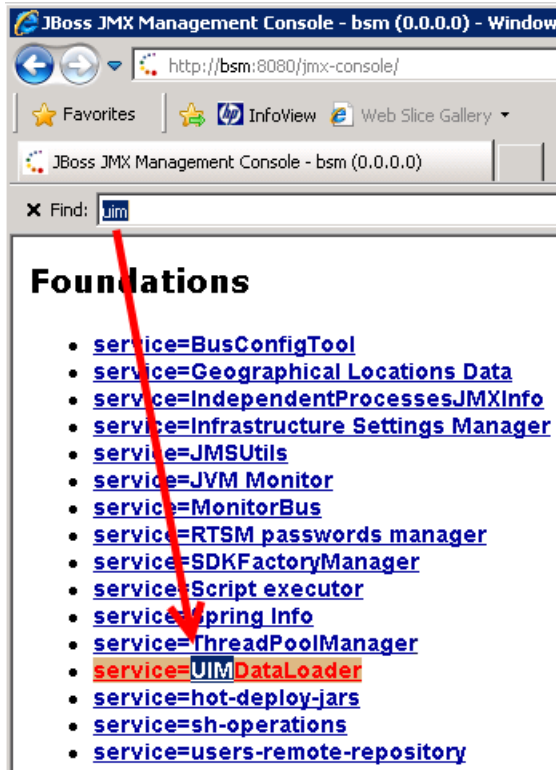 JBoss JMX Management Console - bsm (0.0.0.0) - Window
http://bsm:8080/jmx-console/
Favorites InfoView Web Slice Gallery
JBoss JMX Management Console - bsm (0.0.0.0)
Find: uim
Foundations
service=BusConfigTool
service=Geographical Locations Data
service=IndependentProcessesJMXInfo
service=Infrastructure Settings Manager
service=JMSUtils
service=JVM Monitor
service=MonitorBus
service=RTSM passwords manager
service=SDKFactoryManager
service=Script executor
service=Spring Info
service=ThreadPoolManager
service=UIMDataLoader
service=hot-deploy-jars
service=sh-operations
service=users-remote-repository